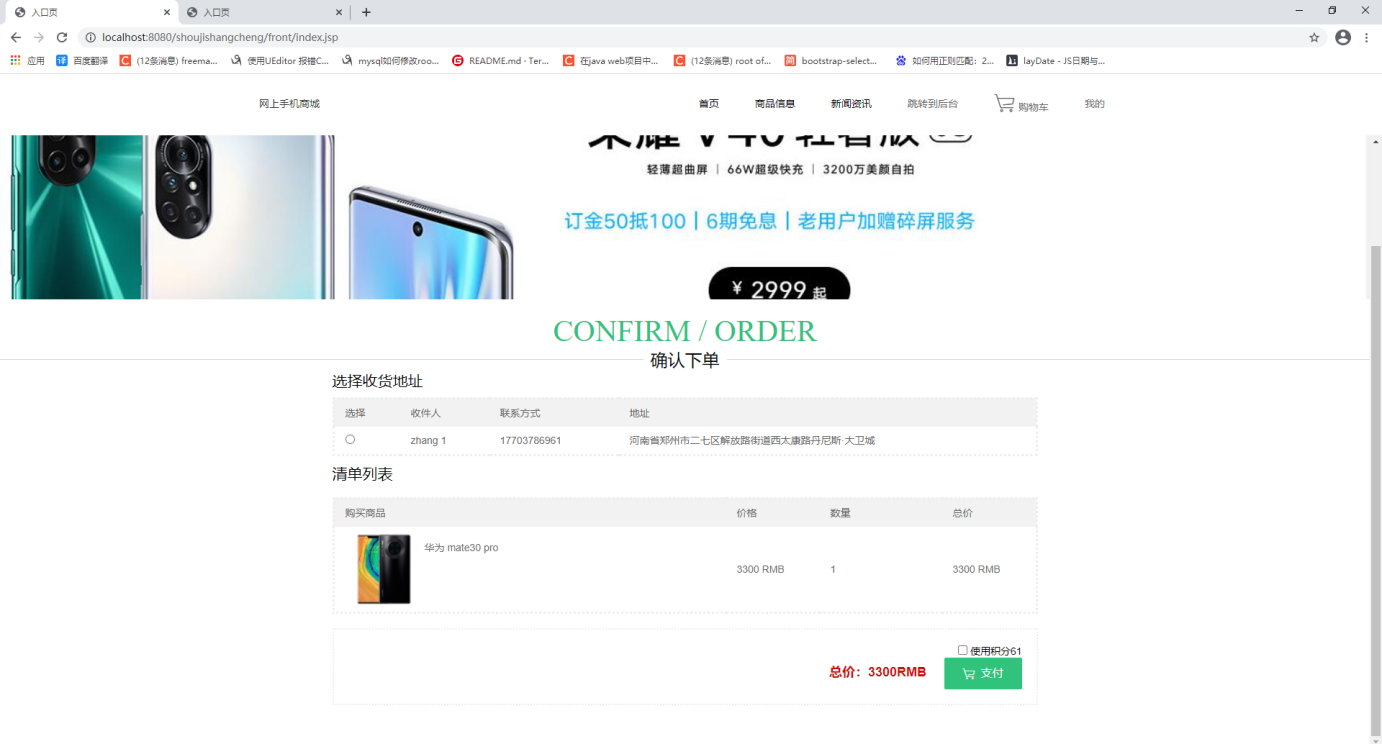 入口页 入口页
localhost:8080/shoujishangcheng/front/index.jsp
应用 百度翻译 (12条消息) freema... 使用UEditor 报错C... mysql如何修改roo... README.md · Ter... 在java web项目中... (12条消息) root of... bootstrap-select... 如何用正则匹配：2... layDate - JS日期与...
网上手机商城 首页 商品信息 新闻资讯 跳转到后台 购物车 我的
荣耀 V40 轻奢版
轻薄超曲屏 | 66W超级快充 | 3200万美颜自拍
订金50抵100 | 6期免息 | 老用户加赠碎屏服务
¥ 2999 起
CONFIRM / ORDER
确认下单
选择收货地址
选择 收件人 联系方式 地址
zhang 1 17703786961 河南省郑州市二七区解放路街道西太康路丹尼斯·大卫城
清单列表
购买商品 价格 数量 总价
华为 mate30 pro
3300 RMB 1 3300 RMB
使用积分61
总价：3300RMB 支付